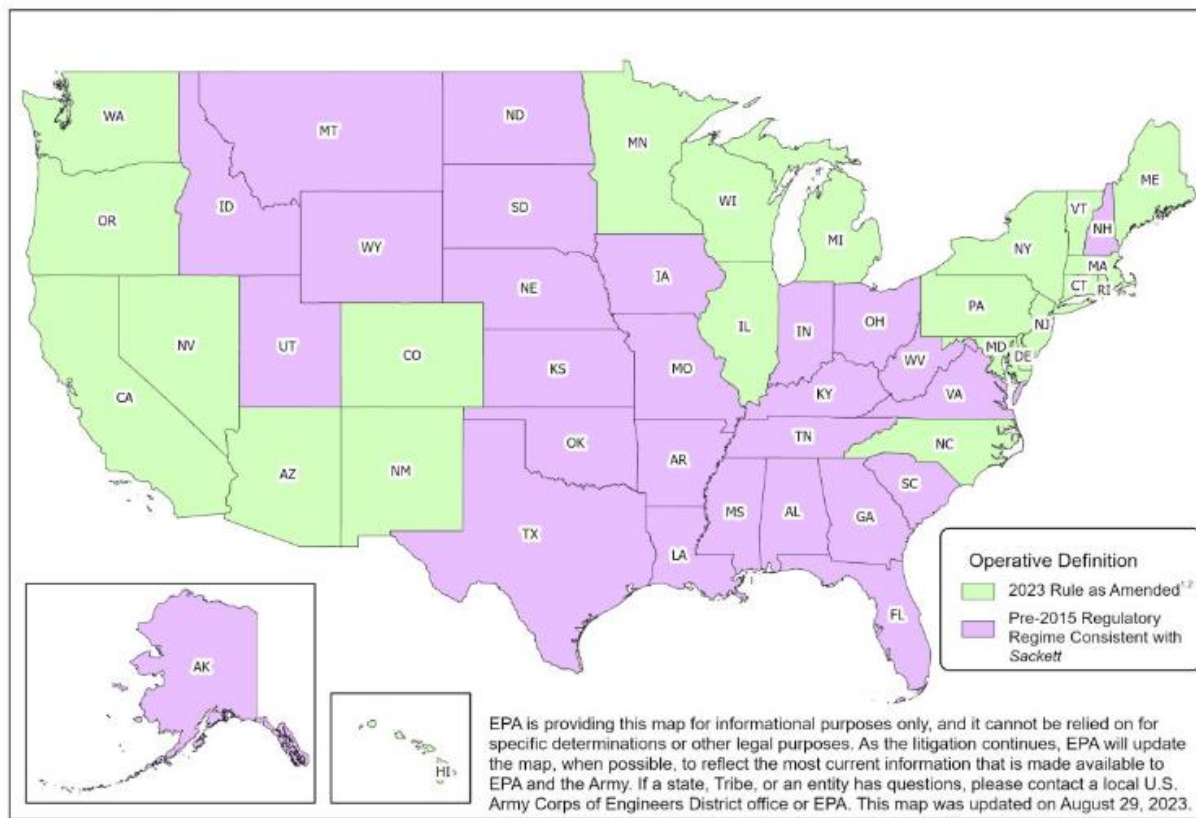 WA
MT
ND
MN
ME
OR
ID
SD
WI
VT
NH
WY
MI
NY
MA
IA
CT
RI
NE
PA
NV
UT
CO
IL
IN
OH
NJ
MD
DE
CA
KS
MO
WV
VA
KY
OK
TN
NC
AZ
NM
AR
SC
MS
AL
GA
TX
LA
FL
Operative Definition
2023 Rule as Amended1,2
Pre-2015 Regulatory
Regime Consistent with
Sackett
AK
HI
EPA is providing this map for informational purposes only, and it cannot be relied on for
specific determinations or other legal purposes. As the litigation continues, EPA will update
the map, when possible, to reflect the most current information that is made available to
EPA and the Army. If a state, Tribe, or an entity has questions, please contact a local U.S.
Army Corps of Engineers District office or EPA. This map was updated on August 29, 2023.